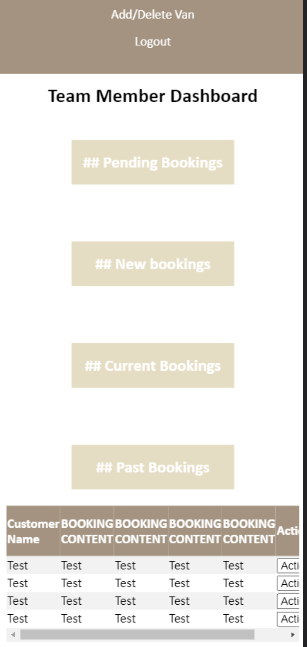 Add/Delete Van
Logout
Team Member Dashboard
## Pending Bookings
## New bookings
## Current Bookings
## Past Bookings
Customer Name BOOKING CONTENT BOOKING CONTENT BOOKING CONTENT BOOKING CONTENT Acti
Test Test Test Test Test Acti
Test Test Test Test Test Acti
Test Test Test Test Test Acti
Test Test Test Test Test Acti